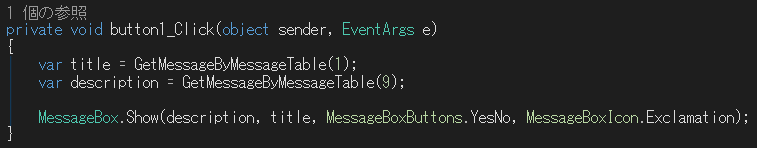 1 個の参照
private void button1_Click(object sender, EventArgs e)
{
var title = GetMessageByMessageTable(1);
var description = GetMessageByMessageTable(9);
MessageBox.Show(description, title, MessageBoxButtons.YesNo, MessageBoxIcon.Exclamation);
}